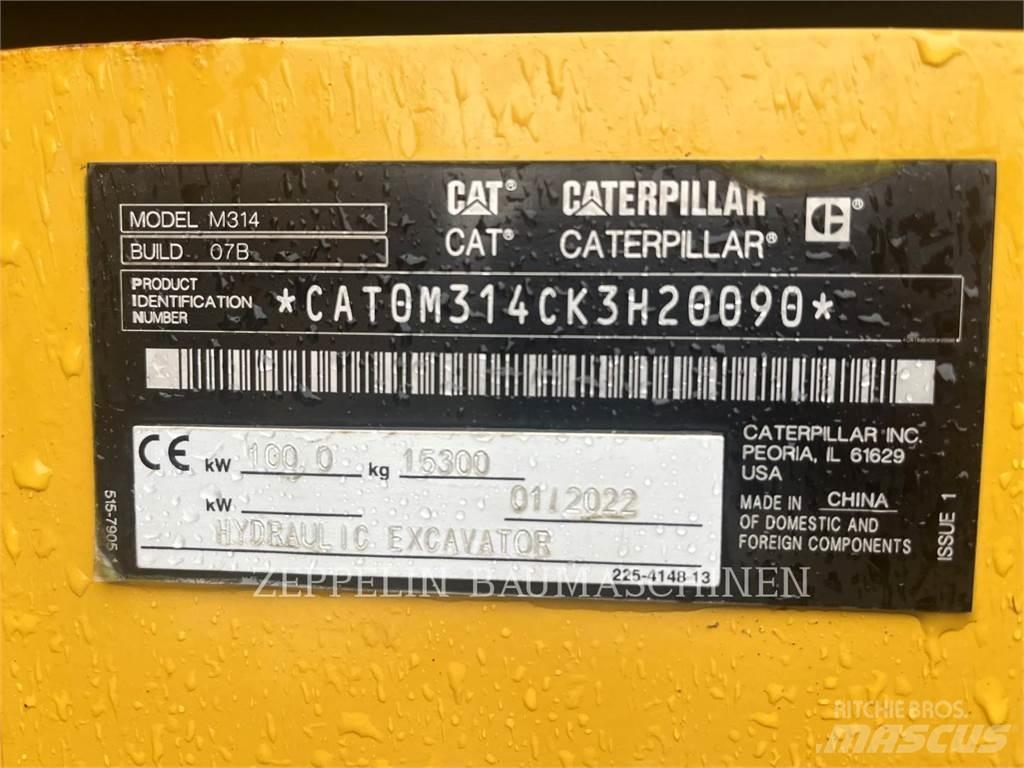 CAT® CATERPILLAR CE
CAT® CATERPILLAR®
MODEL M314
BUILD 07B
PRODUCT
IDENTIFICATION
NUMBER
*CAT0M314CK3H20090*
CE kW 100,0 kg 15300
kW 01/2022
HYDRAULIC EXCAVATOR
225-4148 13
515-7905
CATERPILLAR INC.
PEORIA, IL 61629
USA
MADE IN CHINA
OF DOMESTIC AND
FOREIGN COMPONENTS
ISSUE 1
ZEPPELIN BAUMASCHINEN
RITCHIE BROS.
MASCUS